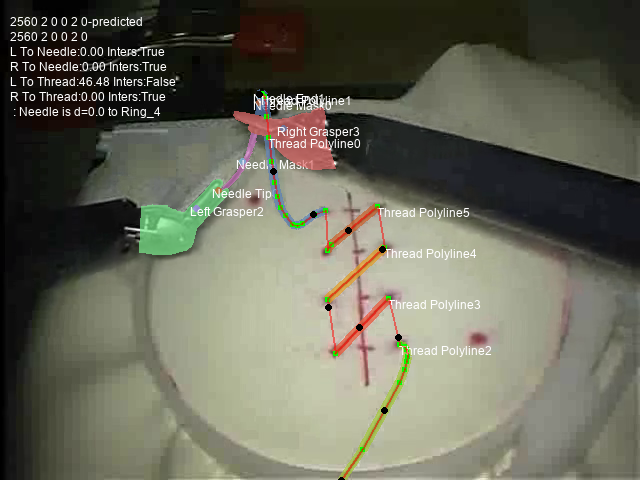 2560 2 0 0 2 0-predicted
2560 2 0 0 2 0
L To Needle:0.00 Inters:True
R To Needle:0.00 Inters:True
L To Thread:46.48 Inters:False
R To Thread:0.00 Inters:True
: Needle is d=0.0 to Ring_4
Needle Mask0
Right Grasper3
Thread Polyline0
Needle Mask1
Needle Tip
Left Grasper2
Thread Polyline5
Thread Polyline4
Thread Polyline3
Thread Polyline2